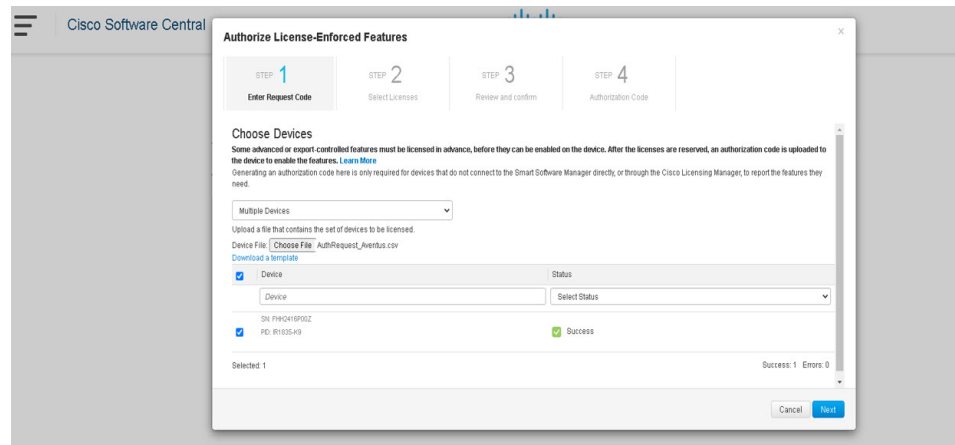 Cisco Software Central
Authorize License-Enforced Features
×
STEP 1
Enter Request Code
STEP 2
Select Licenses
STEP 3
Review and confirm
STEP 4
Authorization Code
Choose Devices
Some advanced or export-controlled features must be licensed in advance, before they can be enabled on the device. After the licenses are reserved, an authorization code is uploaded to
the device to enable the features. Learn More
Generating an authorization code here is only required for devices that do not connect to the Smart Software Manager directly, or through the Cisco Licensing Manager, to report the features they
need.
Multiple Devices
Upload a file that contains the set of devices to be licensed.
Device File: Choose File AuthRequest_Aventus.csv
Download a template
Device Status
Device Select Status
SN: FHH2416P00Z
PID: IR1835-K9
Success
Selected: 1 Success: 1 Errors: 0
Cancel Next